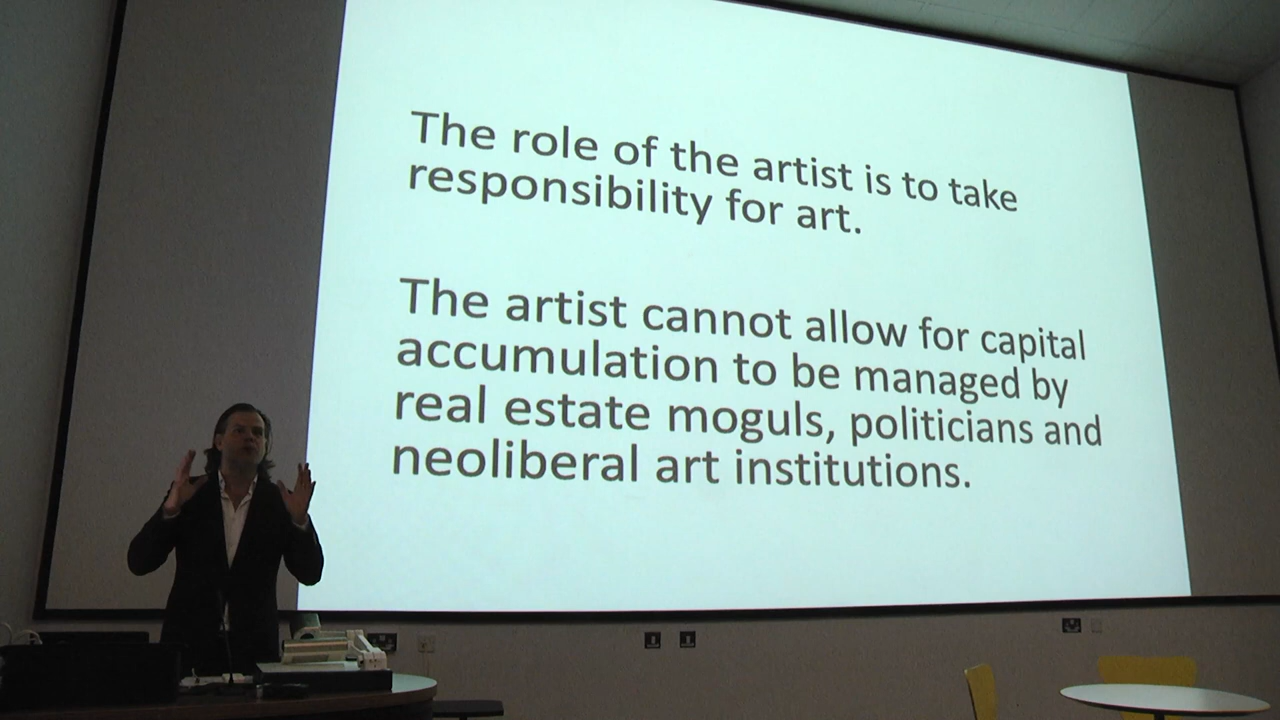 The role of the artist is to take
responsibility for art.
The artist cannot allow for capital
accumulation to be managed by
real estate moguls, politicians and
neoliberal art institutions.